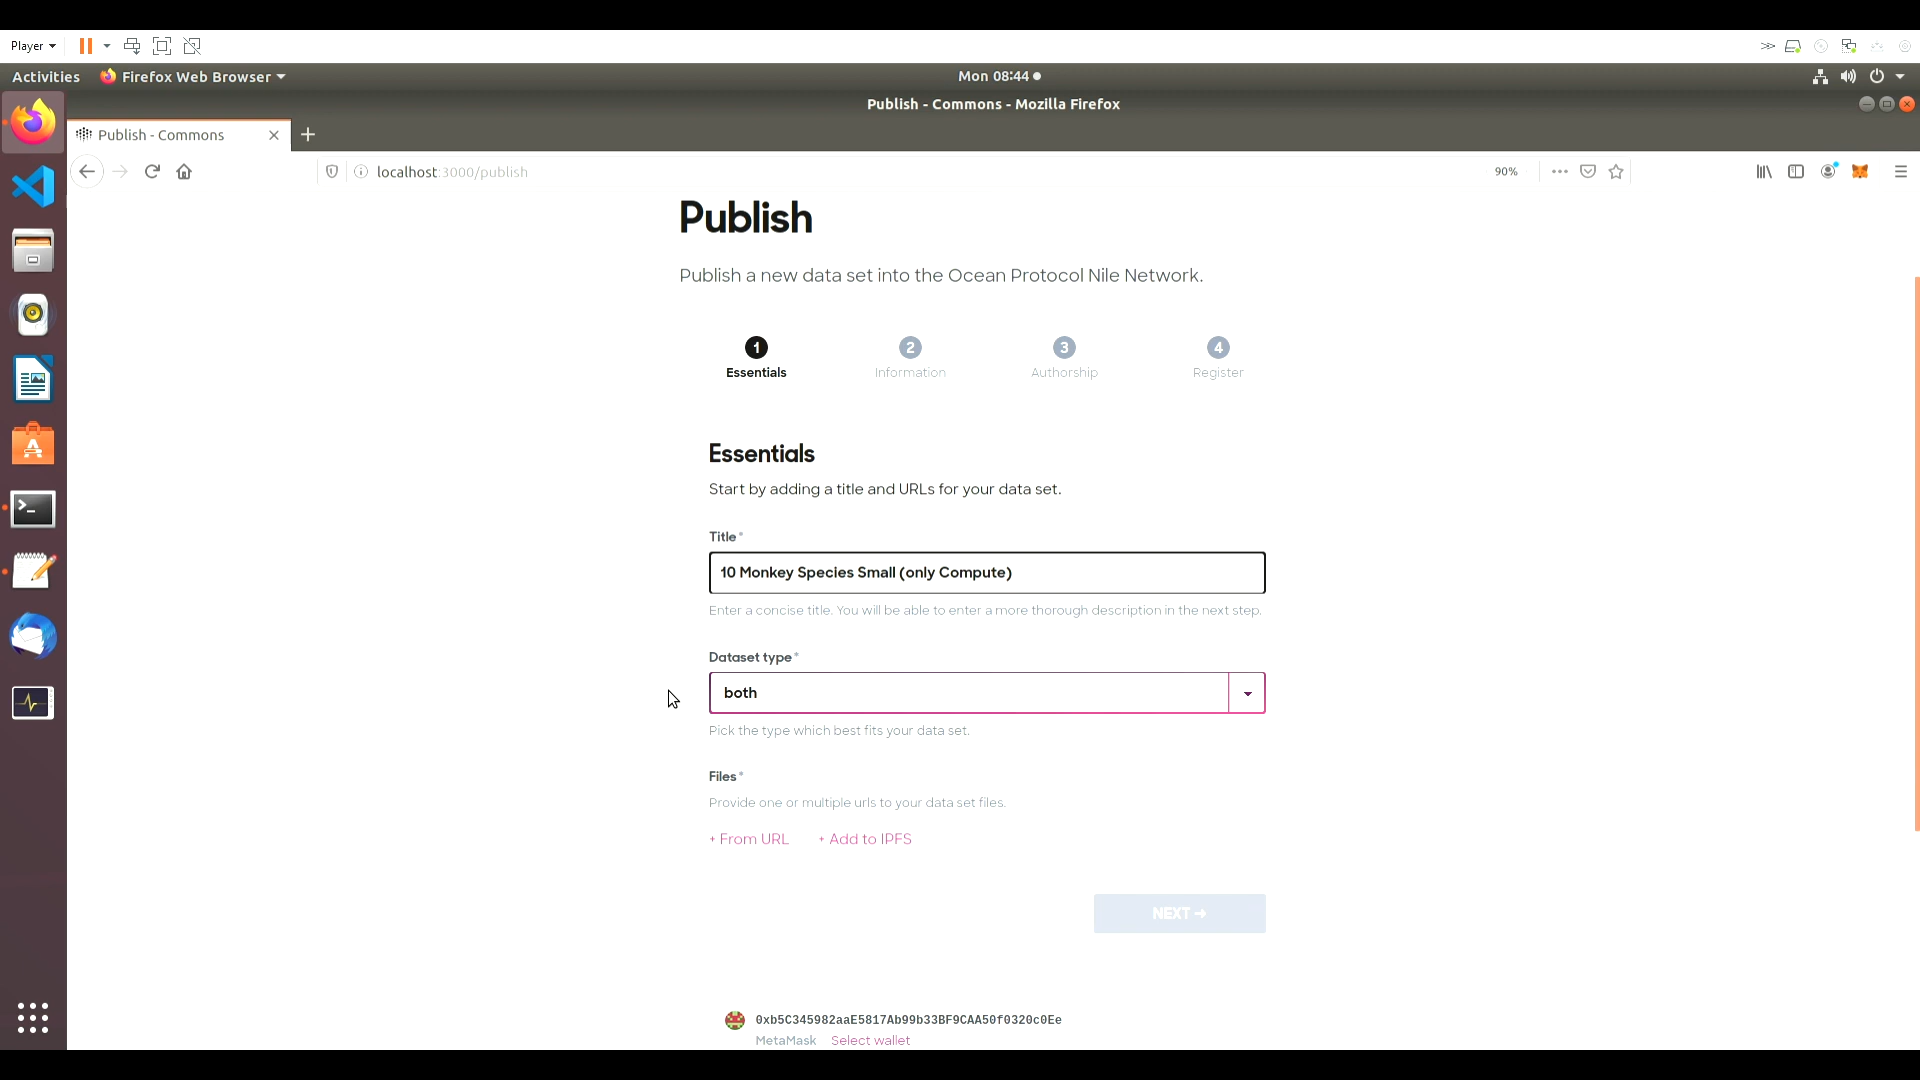 Player
Activities Firefox Web Browser Mon 08:44
Publish - Commons - Mozilla Firefox
Publish - Commons
localhost:3000/publish 90%
Publish
Publish a new data set into the Ocean Protocol Nile Network.
1 2 3 4
Essentials Information Authorship Register
Essentials
Start by adding a title and URLs for your data set.
Title*
10 Monkey Species Small (only Compute)
Enter a concise title. You will be able to enter a more thorough description in the next step.
Dataset type*
both
Pick the type which best fits your data set.
Files*
Provide one or multiple urls to your data set files.
+ From URL + Add to IPFS
NEXT →
0xb5C345982aaE5817Ab99b33BF9CAA50f0320c0Ee
MetaMask Select wallet